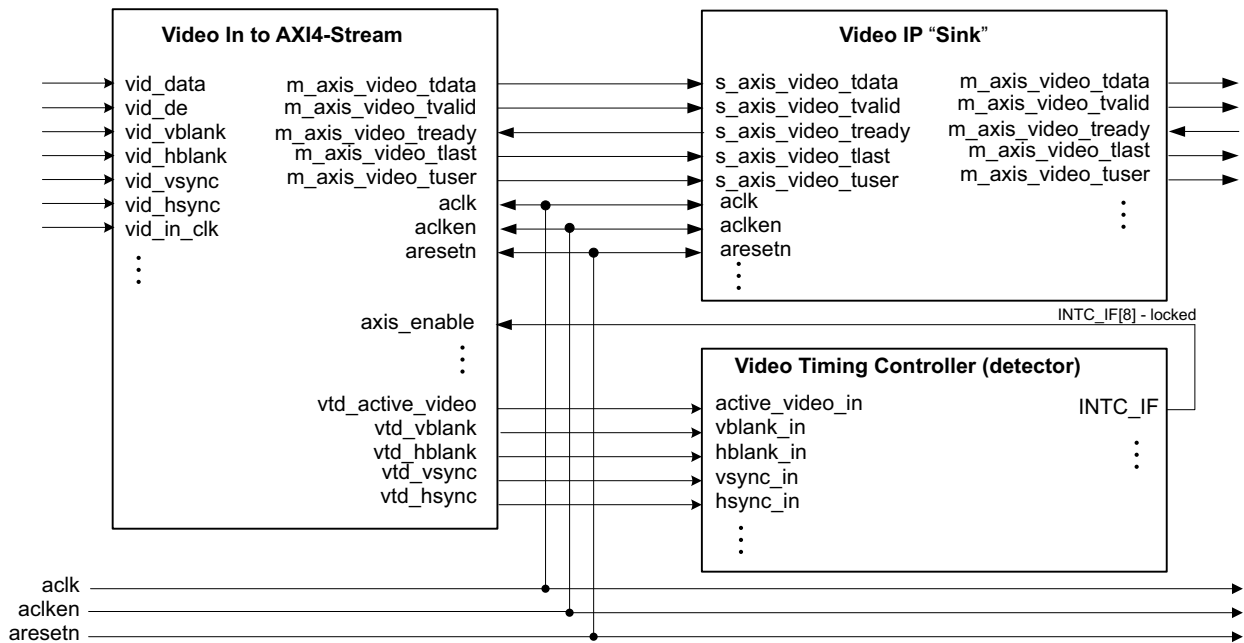 Video In to AXI4-Stream
vid_data
vid_de
vid_vblank
vid_hblank
vid_vsync
vid_hsync
vid_in_clk
m_axis_video_tdata
m_axis_video_tvalid
m_axis_video_tready
m_axis_video_tlast
m_axis_video_tuser
aclk
aclken
aresetn
axis_enable
vtd_active_video
vtd_vblank
vtd_hblank
vtd_vsync
vtd_hsync
Video IP “Sink”
s_axis_video_tdata
s_axis_video_tvalid
s_axis_video_tready
s_axis_video_tlast
s_axis_video_tuser
aclk
aclken
aresetn
m_axis_video_tdata
m_axis_video_tvalid
m_axis_video_tready
m_axis_video_tlast
m_axis_video_tuser
INTC_IF[8] - locked
Video Timing Controller (detector)
active_video_in
vblank_in
hblank_in
vsync_in
hsync_in
INTC_IF
aclk
aclken
aresetn